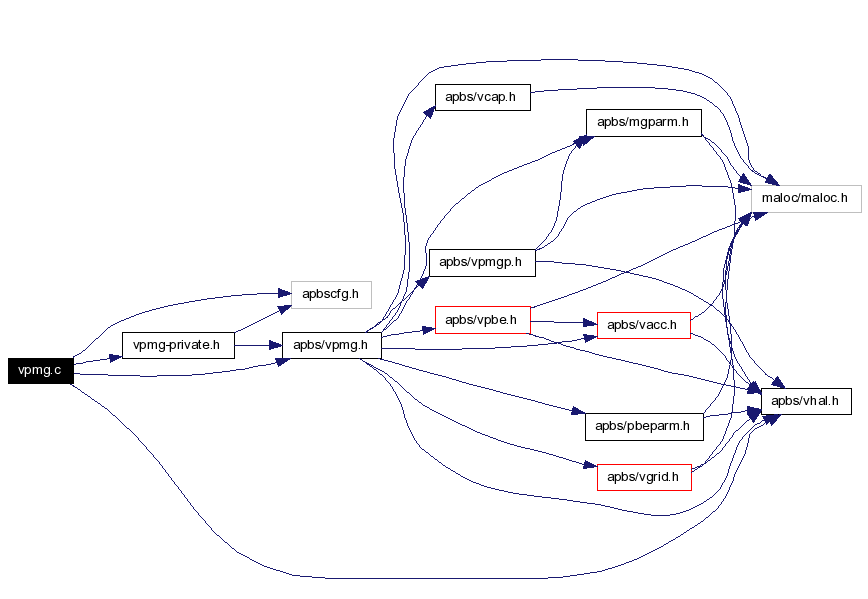 apbs/vcap.h
apbs/mgparm.h
maloc/maloc.h
apbs/vpmgp.h
apbscfg.h
apbs/vpbe.h
apbs/vacc.h
vpmg-private.h
apbs/vpmg.h
vpmg.c
apbs/vhal.h
apbs/pbeparm.h
apbs/vgrid.h